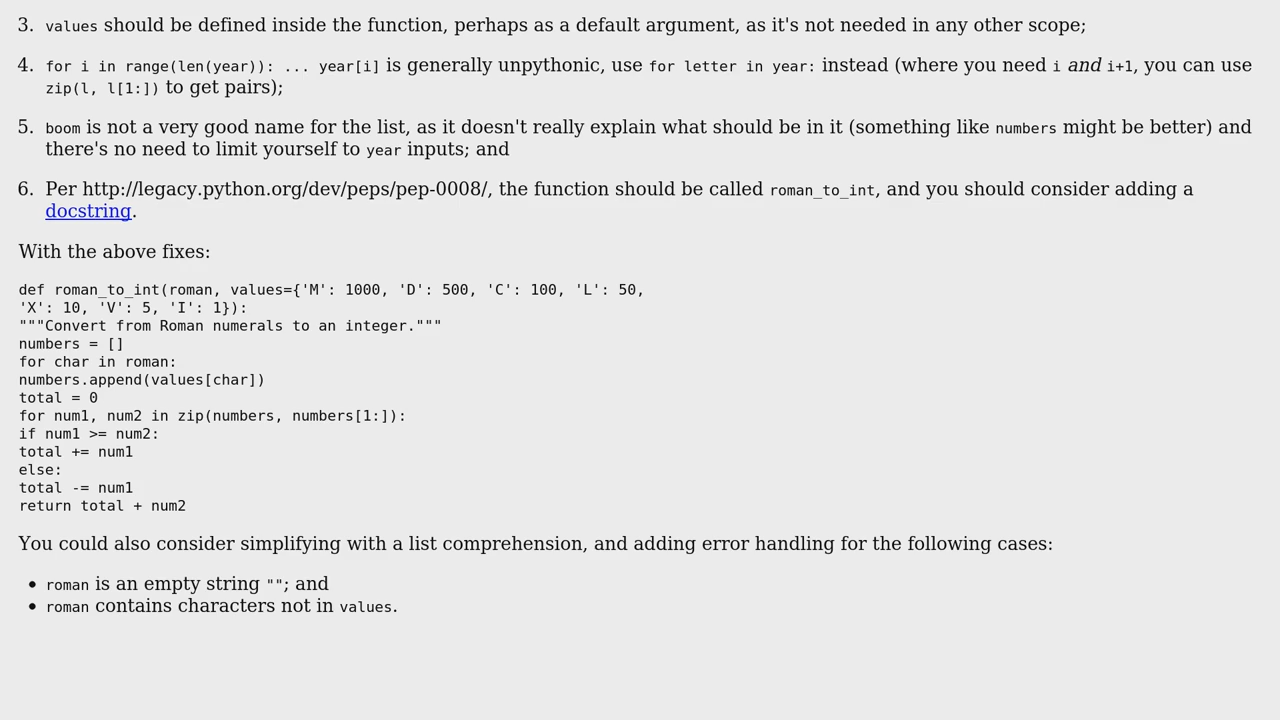 3. values should be defined inside the function, perhaps as a default argument, as it's not needed in any other scope;
4. for i in range(len(year)): ... year[i] is generally unpythonic, use for letter in year: instead (where you need i and i+1, you can use
zip(l, l[1:]) to get pairs);
5. boom is not a very good name for the list, as it doesn't really explain what should be in it (something like numbers might be better) and
there's no need to limit yourself to year inputs; and
6. Per http://legacy.python.org/dev/peps/pep-0008/, the function should be called roman_to_int, and you should consider adding a
docstring.
With the above fixes:
def roman_to_int(roman, values={'M': 1000, 'D': 500, 'C': 100, 'L': 50,
'X': 10, 'V': 5, 'I': 1}):
"""Convert from Roman numerals to an integer."""
numbers = []
for char in roman:
numbers.append(values[char])
total = 0
for num1, num2 in zip(numbers, numbers[1:]):
if num1 >= num2:
total += num1
else:
total -= num1
return total + num2
You could also consider simplifying with a list comprehension, and adding error handling for the following cases:
• roman is an empty string ""; and
• roman contains characters not in values.